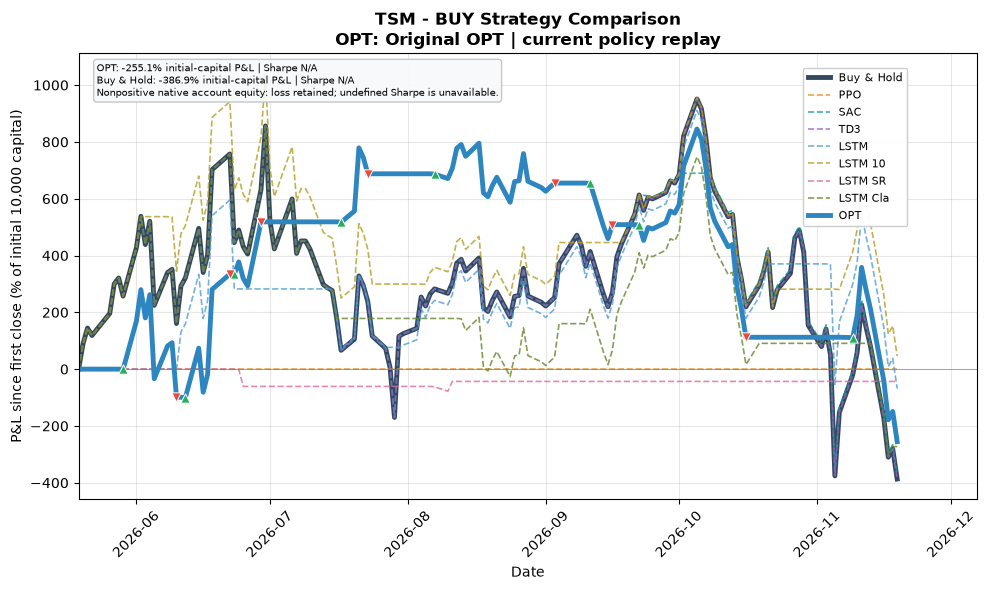 TSM - BUY Strategy Comparison
OPT: Original OPT | current policy replay
OPT: -255.1% initial-capital P&L | Sharpe N/A
Buy & Hold: -386.9% initial-capital P&L | Sharpe N/A
Nonpositive native account equity: loss retained; undefined Sharpe is unavailable.
Buy & Hold
PPO
SAC
TD3
LSTM
LSTM 10
LSTM SR
LSTM Cla
OPT
P&L since first close (% of initial 10,000 capital)
1000
800
600
400
200
0
−200
−400
2026-06
2026-07
2026-08
2026-09
2026-10
2026-11
2026-12
Date